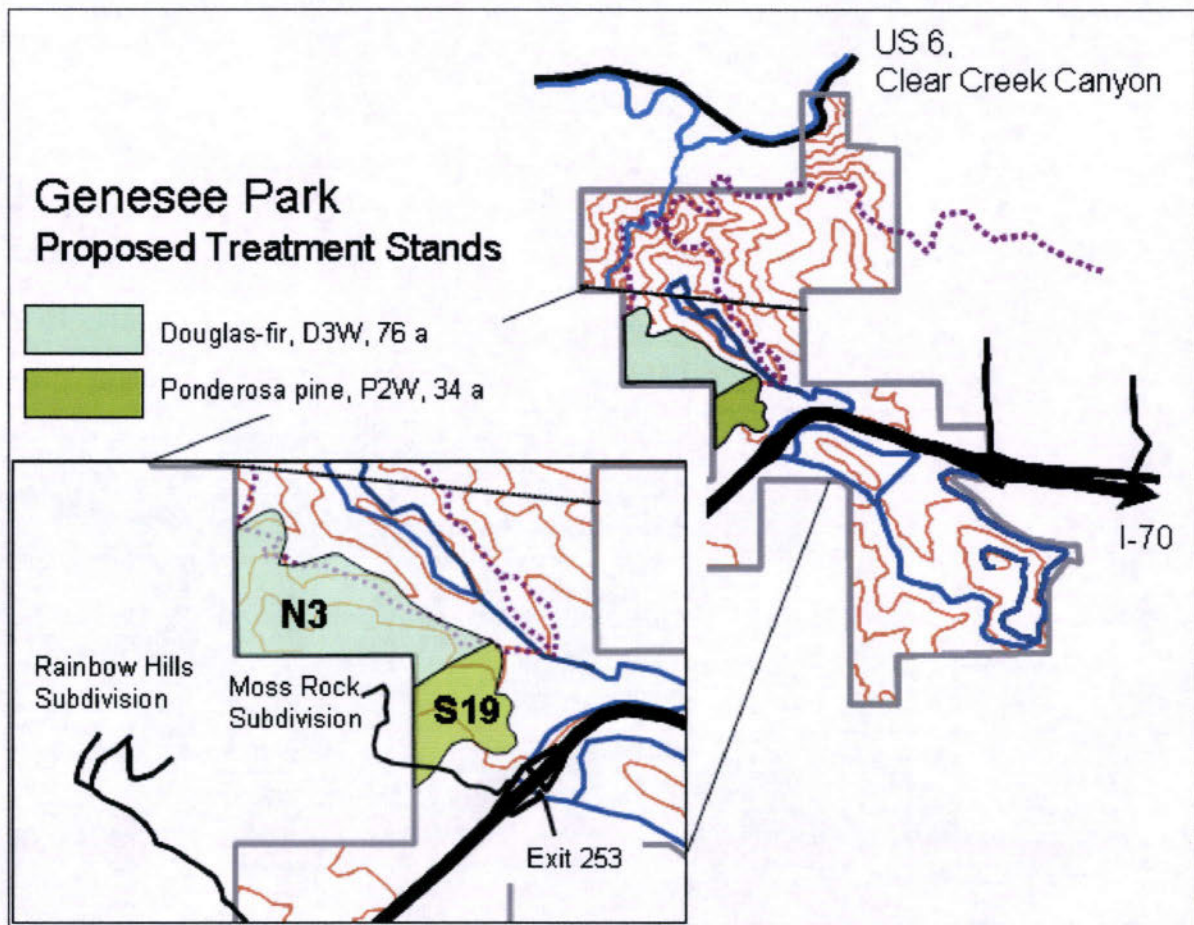 US 6,
Clear Creek Canyon
Genesee Park
Proposed Treatment Stands
Douglas-fir, D3W, 76 a
Ponderosa pine, P2W, 34 a
I-70
N3
Rainbow Hills
Subdivision
Moss Rock
Subdivision
S19
Exit 253